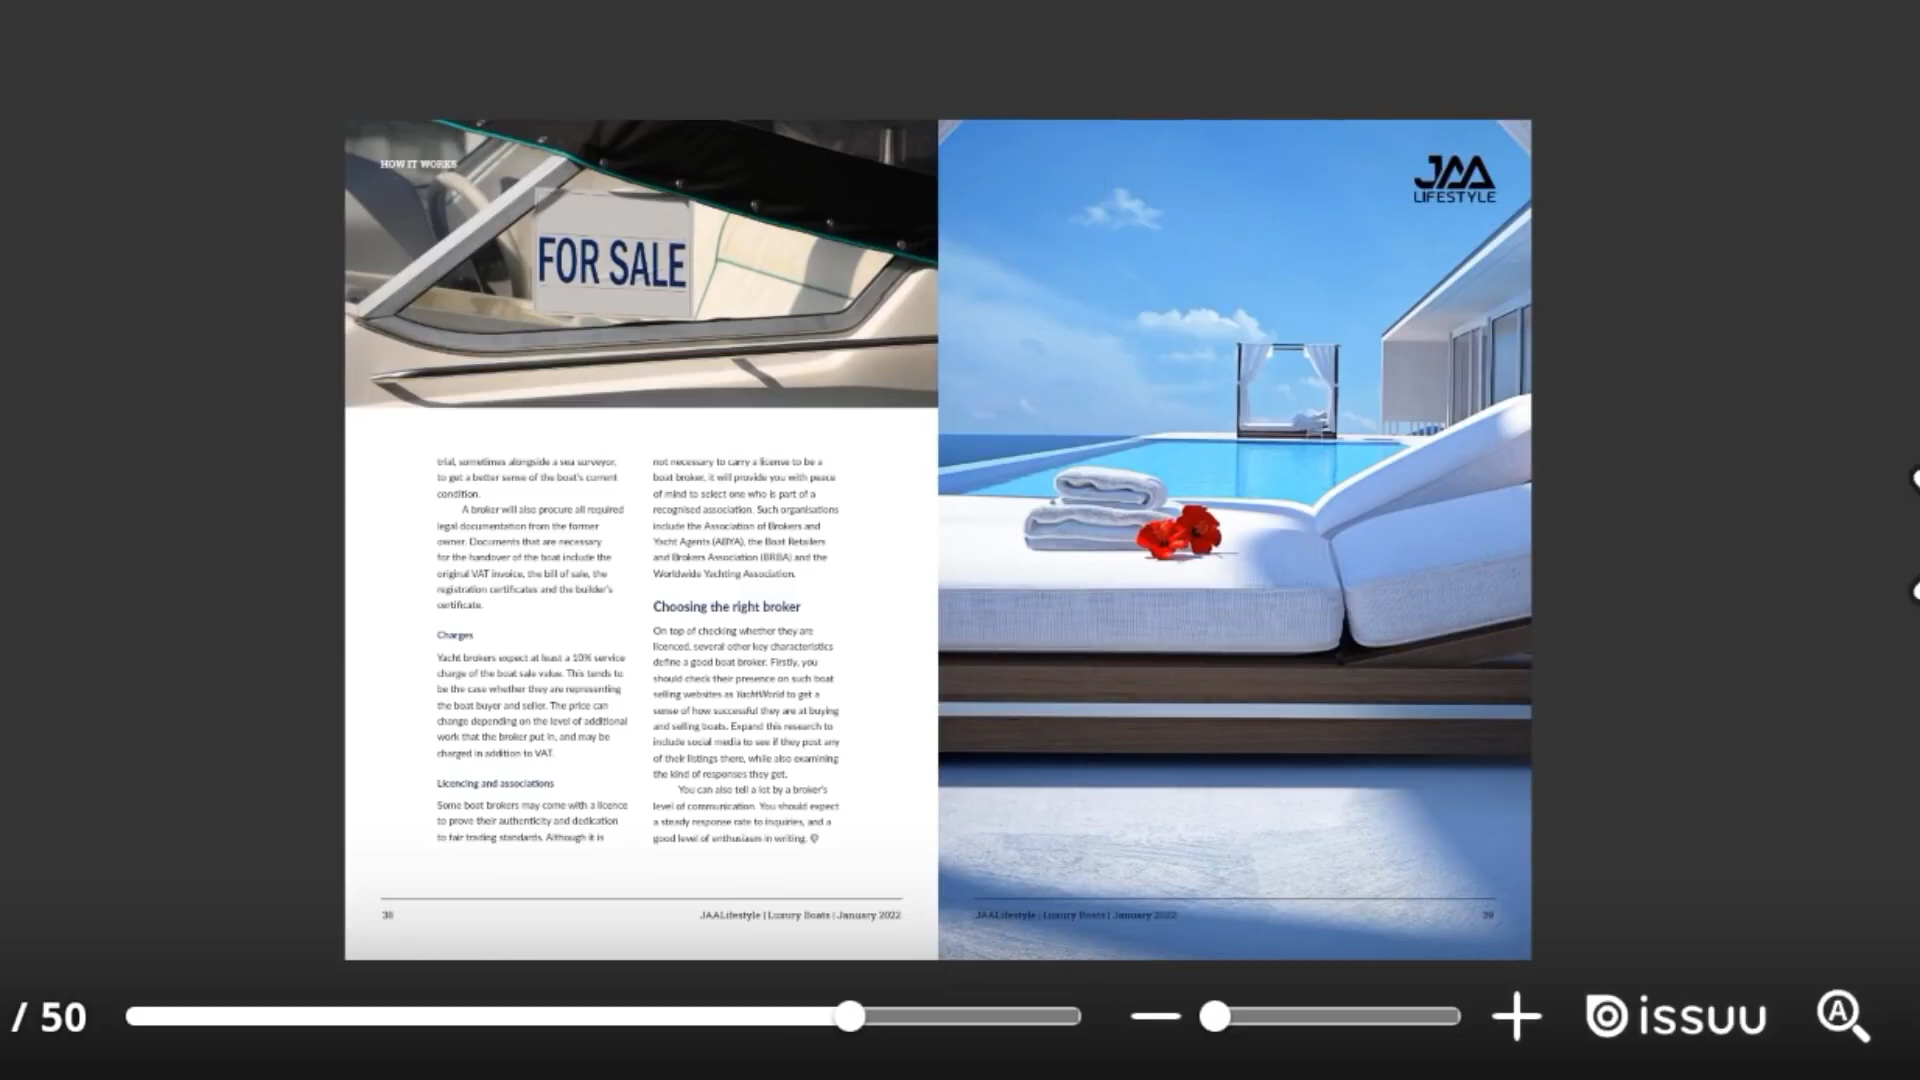 HOW IT WORKS
FOR SALE
trial, sometimes alongside a sea surveyor,
to get a better sense of the boat's current
condition.
A broker will also procure all required
legal documentation from the former
owner. Documents that are necessary
for the handover of the boat include the
original VAT invoice, the bill of sale, the
registration certificates and the builder's
certificate.
Charges
Yacht brokers expect at least a 10% service
charge of the boat sale value. This tends to
be the case whether they are representing
the boat buyer and seller. The price can
change depending on the level of additional
work that the broker put in, and may be
charged in addition to VAT.
Licencing and associations
Some boat brokers may come with a licence
to prove their authenticity and dedication
to fair trading standards. Although it is
not necessary to carry a license to be a
boat broker, it will provide you with peace
of mind to select one who is part of a
recognised association. Such organisations
include the Association of Brokers and
Yacht Agents (ABYA), the Boat Retailers
and Brokers Association (BRBA) and the
Worldwide Yachting Association.
Choosing the right broker
On top of checking whether they are
licenced, several other key characteristics
define a good boat broker. Firstly, you
should check their presence on such boat
selling websites as YachtWorld to get a
sense of how successful they are at buying
and selling boats. Expand this research to
include social media to see if they post any
of their listings there, while also examining
the kind of responses they get.
You can also tell a lot by a broker's
level of communication. You should expect
a steady response rate to inquiries, and a
good level of enthusiasm in writing.
38
JAALifestyle | Luxury Boats | January 2022
JAA
LIFESTYLE
JAALifestyle | Luxury Boats | January 2022
39
/ 50
issuu
A